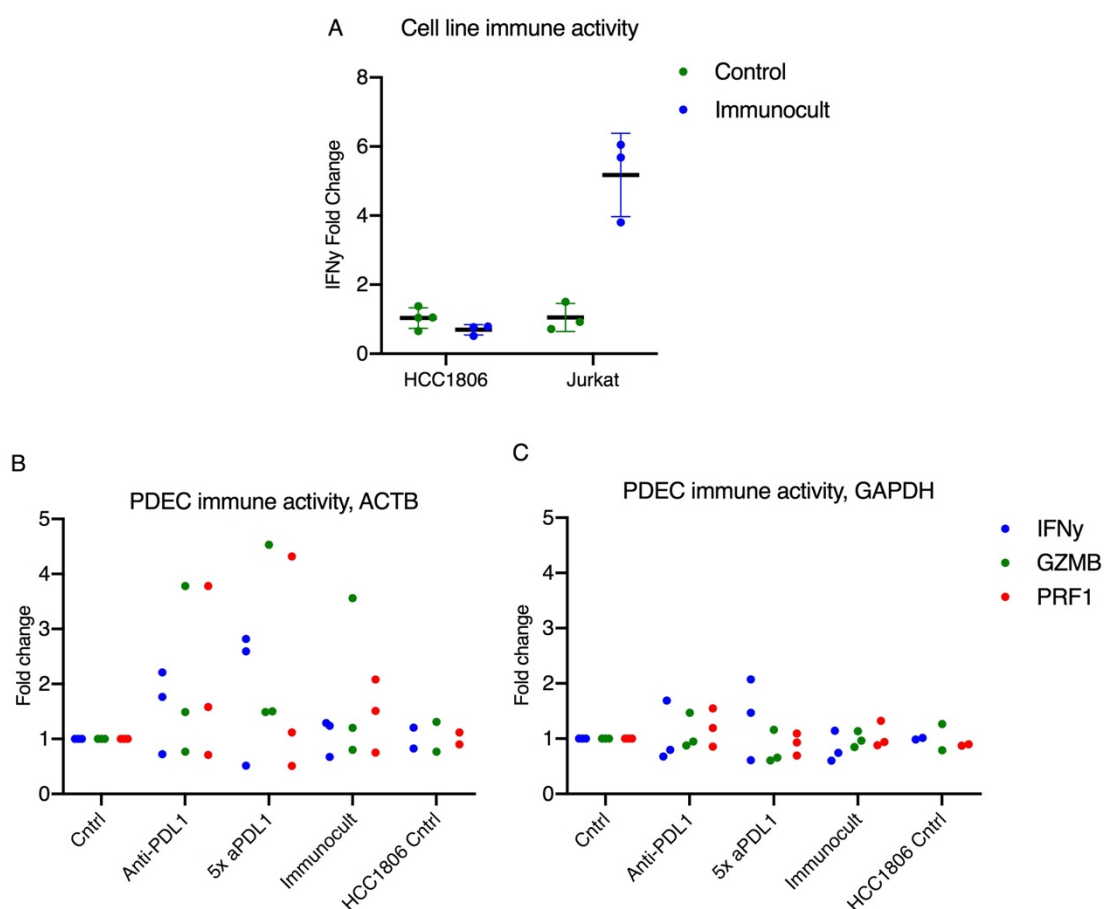 A Cell line immune activity
Control
Immunocult
IFNy Fold Change
8
6
4
2
0
HCC1806 Jurkat
B
PDEC immune activity, ACTB
Fold change
5
4
3
2
1
0
Cntrl
Anti-PDL1
5x aPDL1
Immunocult
HCC1806 Cntrl
C
PDEC immune activity, GAPDH
Fold change
5
4
3
2
1
0
Cntrl
Anti-PDL1
5x aPDL1
Immunocult
HCC1806 Cntrl
IFNy
GZMB
PRF1